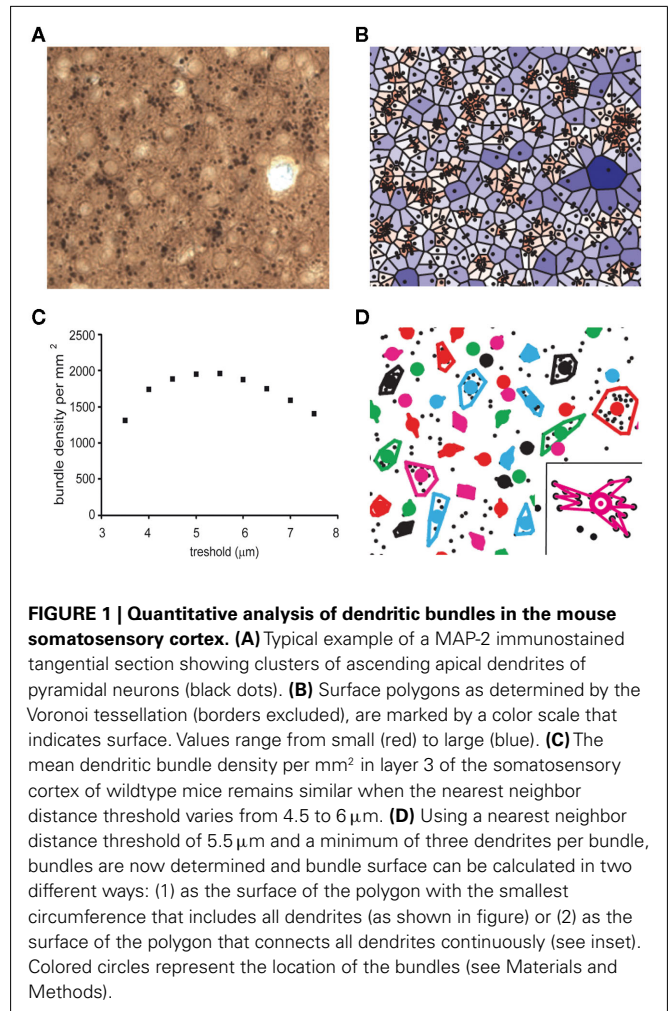 A
B
C
2500
2000
1500
1000
500
0
bundle density per mm 2
3 4 5 6 7 8
treshold (μm)
D
FIGURE 1 | Quantitative analysis of dendritic bundles in the mouse
somatosensory cortex. (A) Typical example of a MAP-2 immunostained
tangential section showing clusters of ascending apical dendrites of
pyramidal neurons (black dots). (B) Surface polygons as determined by the
Voronoi tessellation (borders excluded), are marked by a color scale that
indicates surface. Values range from small (red) to large (blue). (C) The
mean dendritic bundle density per mm² in layer 3 of the somatosensory
cortex of wildtype mice remains similar when the nearest neighbor
distance threshold varies from 4.5 to 6 μm. (D) Using a nearest neighbor
distance threshold of 5.5 μm and a minimum of three dendrites per bundle,
bundles are now determined and bundle surface can be calculated in two
different ways: (1) as the surface of the polygon with the smallest
circumference that includes all dendrites (as shown in figure) or (2) as the
surface of the polygon that connects all dendrites continuously (see inset).
Colored circles represent the location of the bundles (see Materials and
Methods).